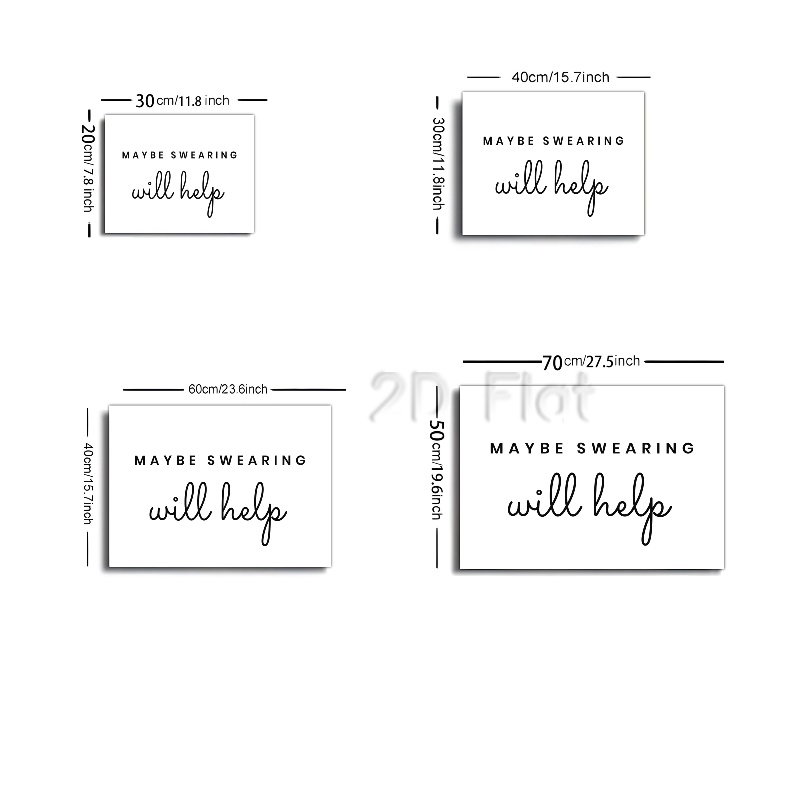 30cm/11.8 inch
20cm/ 7.8 inch
MAYBE SWEARING
will help
40cm/15.7inch
30cm/11.8inch
MAYBE SWEARING
will help
60cm/23.6inch
40cm/15.7inch
MAYBE SWEARING
will help
70cm/27.5inch
50cm/19.6inch
MAYBE SWEARING
will help
2D Flat